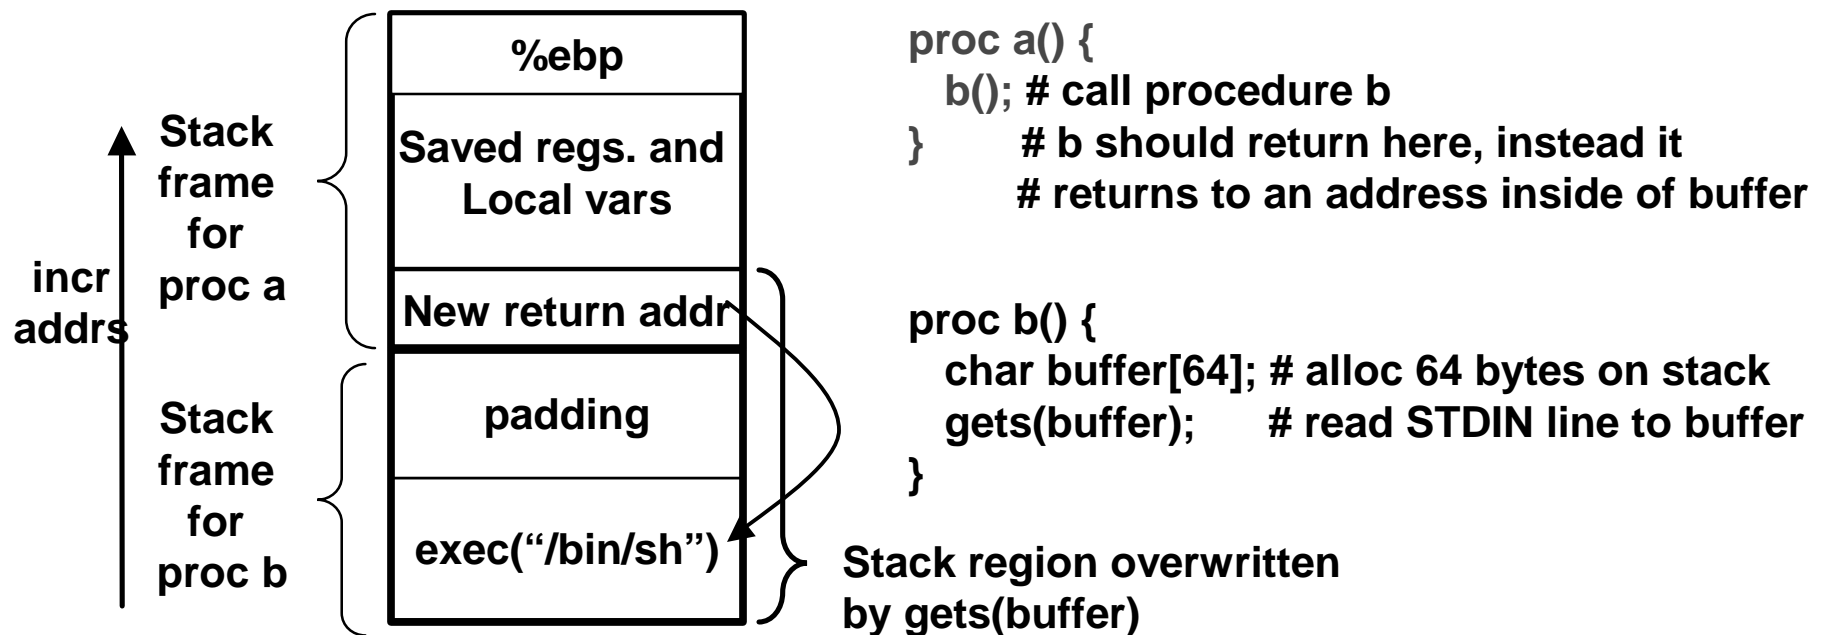 %ebp
Saved regs. and
Local vars
New return addr
padding
exec(“/bin/sh”)
Stack
frame
for
proc a
incr
addrs
Stack
frame
for
proc b
proc a() {
b(); # call procedure b
} # b should return here, instead it
# returns to an address inside of buffer
proc b() {
char buffer[64]; # alloc 64 bytes on stack
gets(buffer); # read STDIN line to buffer
}
Stack region overwritten
by gets(buffer)